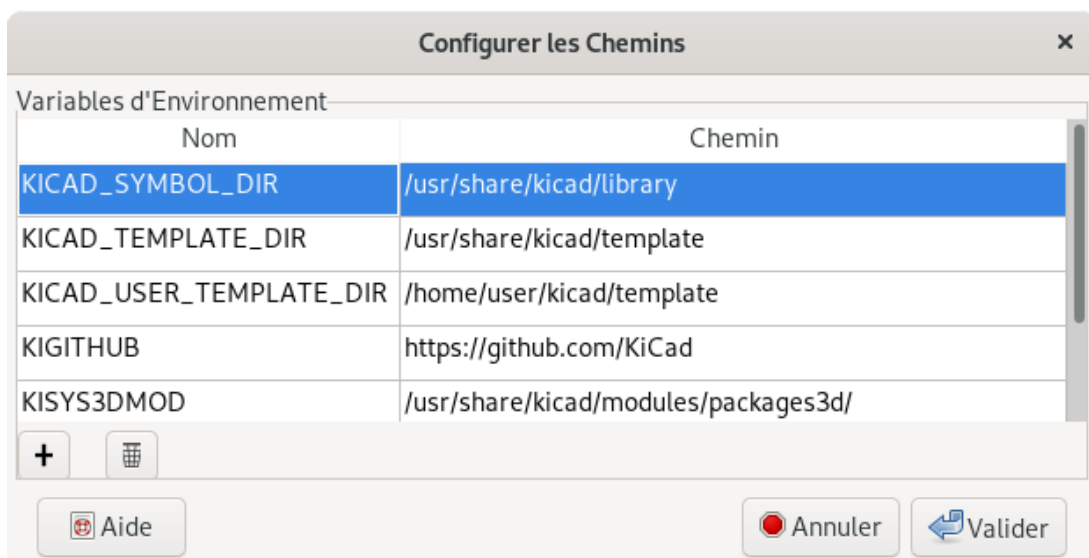 Configurer les Chemins
Variables d'Environnement
Nom Chemin
KICAD_SYMBOL_DIR /usr/share/kicad/library
KICAD_TEMPLATE_DIR /usr/share/kicad/template
KICAD_USER_TEMPLATE_DIR /home/user/kicad/template
KIGITHUB https://github.com/KiCad
KISYS3DMOD /usr/share/kicad/modules/packages3d/
Aide Annuler Valider